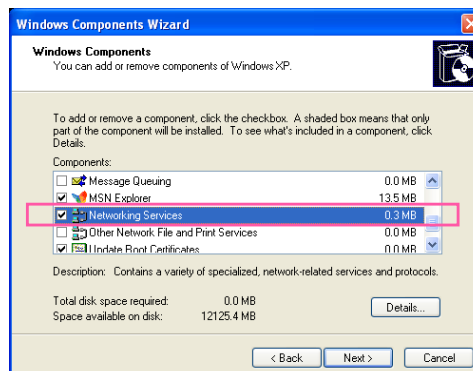 Windows Components Wizard
Windows Components
You can add or remove components of Windows XP.
To add or remove a component, click the checkbox. A shaded box means that only
part of the component will be installed. To see what's included in a component, click
Details.
Components:
Message Queuing 0.0 MB
MSN Explorer 13.5 MB
Networking Services 0.3 MB
Other Network File and Print Services 0.0 MB
Update Root Certificates 0.0 MB
Description: Contains a variety of specialized, network-related services and protocols.
Total disk space required: 0.0 MB
Space available on disk: 12125.4 MB
Details...
< Back Next > Cancel